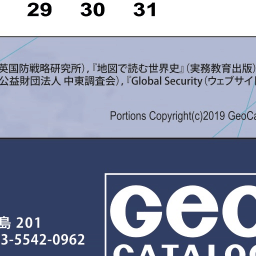 29 30 31
英国防戦略研究所），『地図で読む世界史』（実務教育出版）
公益財団法人 中東調査会），『Global Security（ウェブサイ
Portions Copyright(c)2019 GeoCa
島 201
3-5542-0962
GEO
CATALOG